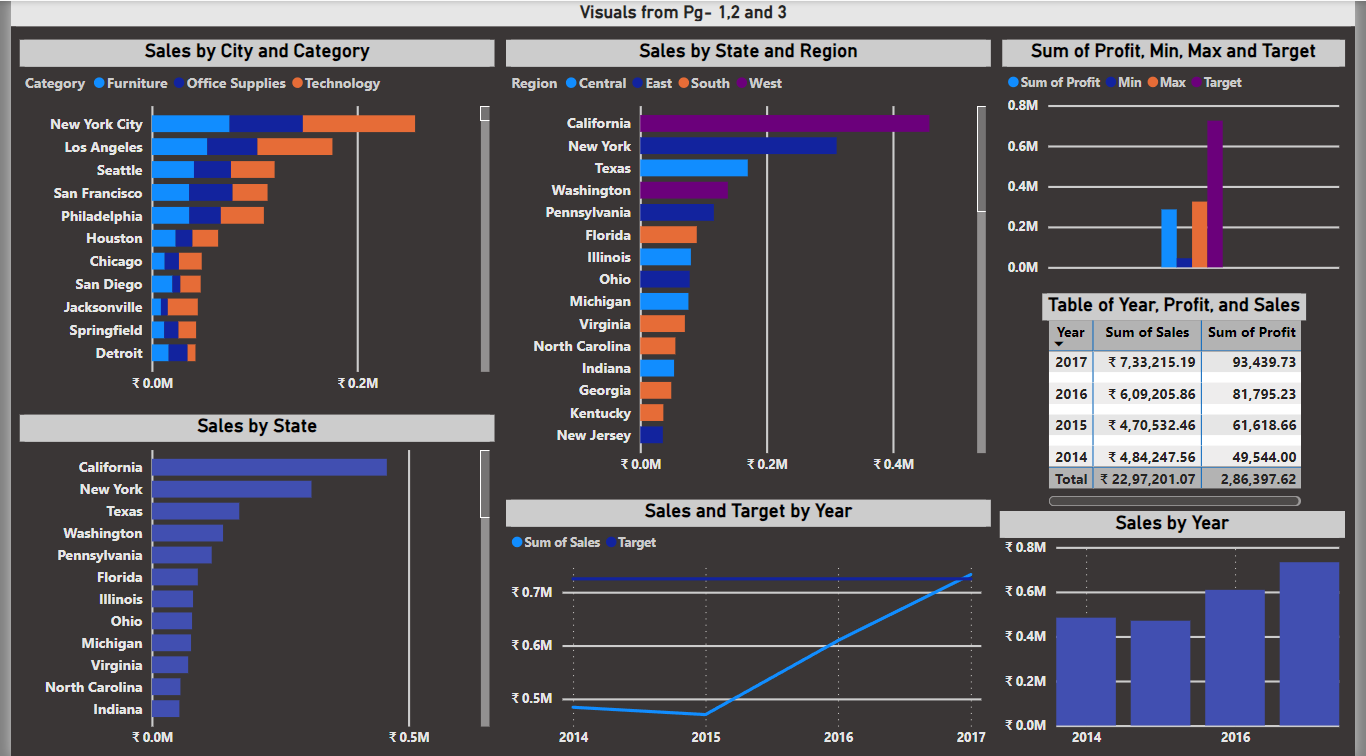 Visuals from Pg- 1,2 and 3
Sales by City and Category
Category Furniture Office Supplies Technology
New York City
Los Angeles
Seattle
San Francisco
Philadelphia
Houston
Chicago
San Diego
Jacksonville
Springfield
Detroit
₹ 0.0M ₹ 0.2M
Sales by State
California
New York
Texas
Washington
Pennsylvania
Florida
Illinois
Ohio
Michigan
Virginia
North Carolina
Indiana
₹ 0.0M ₹ 0.5M
Sales by State and Region
Region Central East South West
California
New York
Texas
Washington
Pennsylvania
Florida
Illinois
Ohio
Michigan
Virginia
North Carolina
Indiana
Georgia
Kentucky
New Jersey
₹ 0.0M ₹ 0.2M ₹ 0.4M
Sales and Target by Year
Sum of Sales Target
₹ 0.7M
₹ 0.6M
₹ 0.5M
2014 2015 2016 2017
Sum of Profit, Min, Max and Target
Sum of Profit Min Max Target
0.8M
0.6M
0.4M
0.2M
0.0M
Table of Year, Profit, and Sales
Year Sum of Sales Sum of Profit
2017 ₹ 7,33,215.19 93,439.73
2016 ₹ 6,09,205.86 81,795.23
2015 ₹ 4,70,532.46 61,618.66
2014 ₹ 4,84,247.56 49,544.00
Total ₹ 22,97,201.07 2,86,397.62
Sales by Year
₹ 0.8M
₹ 0.6M
₹ 0.4M
₹ 0.2M
₹ 0.0M
2014 2016